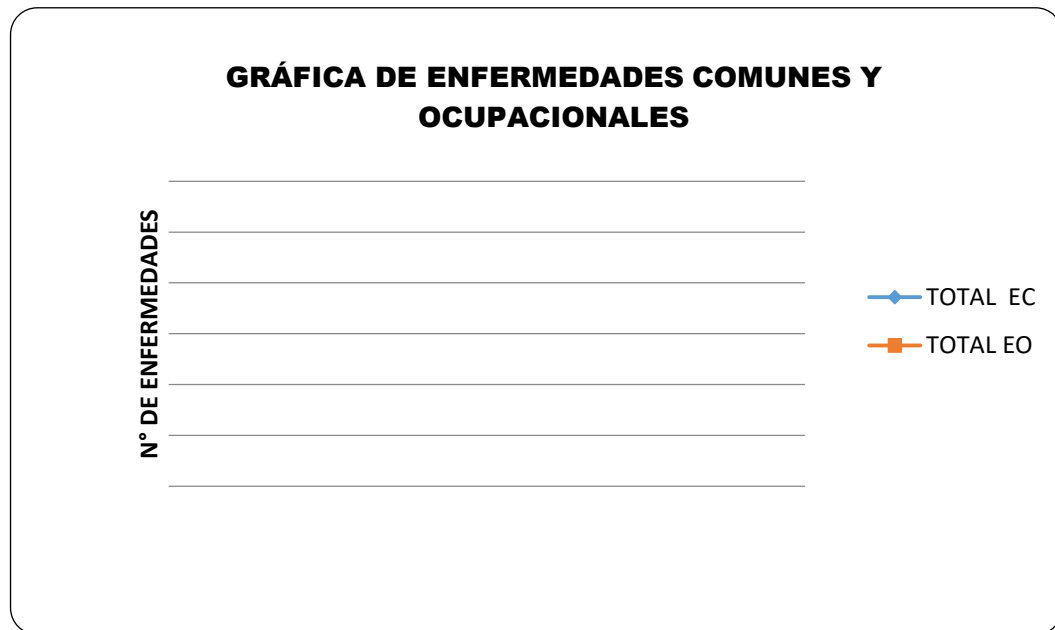 GRÁFICA DE ENFERMEDADES COMUNES Y
OCUPACIONALES
N° DE ENFERMEDADES
TOTAL  EC
TOTAL EO